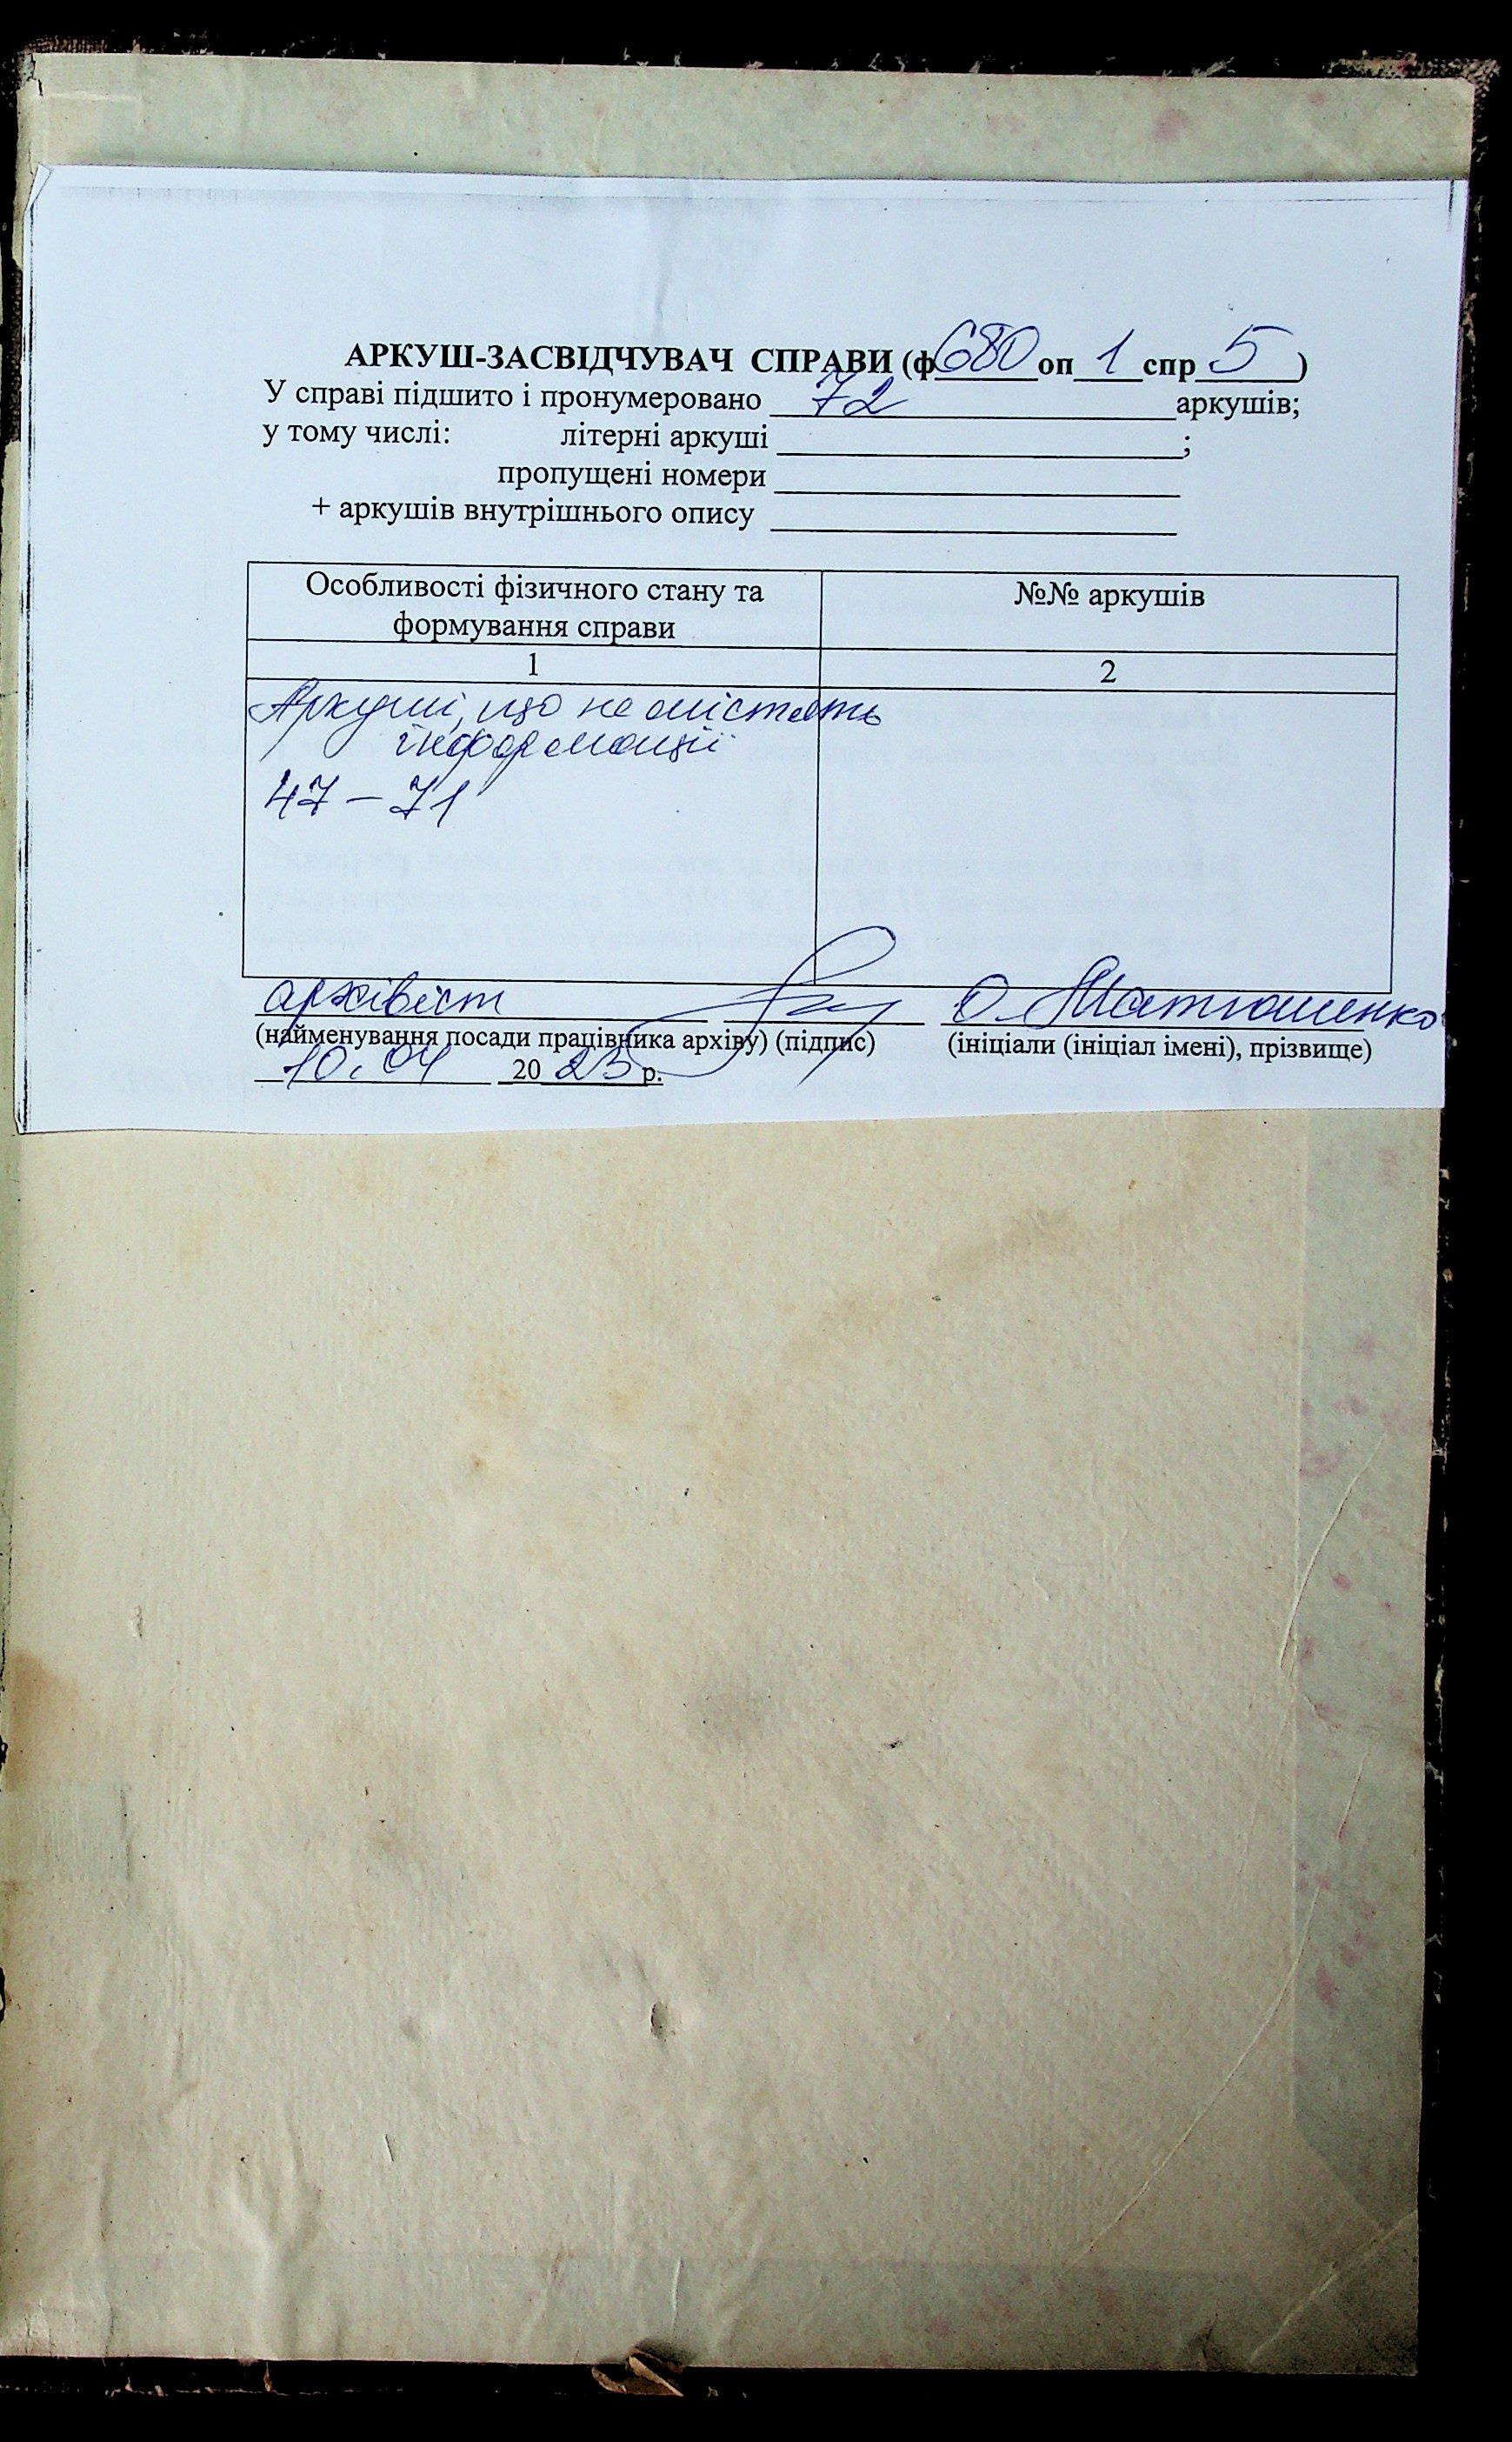 АРКУШ-ЗАСВІДЧУВАЧ СПРАВИ (ф 680 оп 1 спр 5 )
У справі підшито і пронумеровано 72 аркушів;
у тому числі: літерні аркуші ;
пропущені номери
+ аркушів внутрішнього опису
Особливості фізичного стану та
формування справи
№№ аркушів
1
2
Аркуші, що не містять
інформації
47 – 71
архівіст О. Матюшенко
(найменування посади працівника архіву) (підпис) (ініціали (ініціал імені), прізвище)
10.04 2023 р.